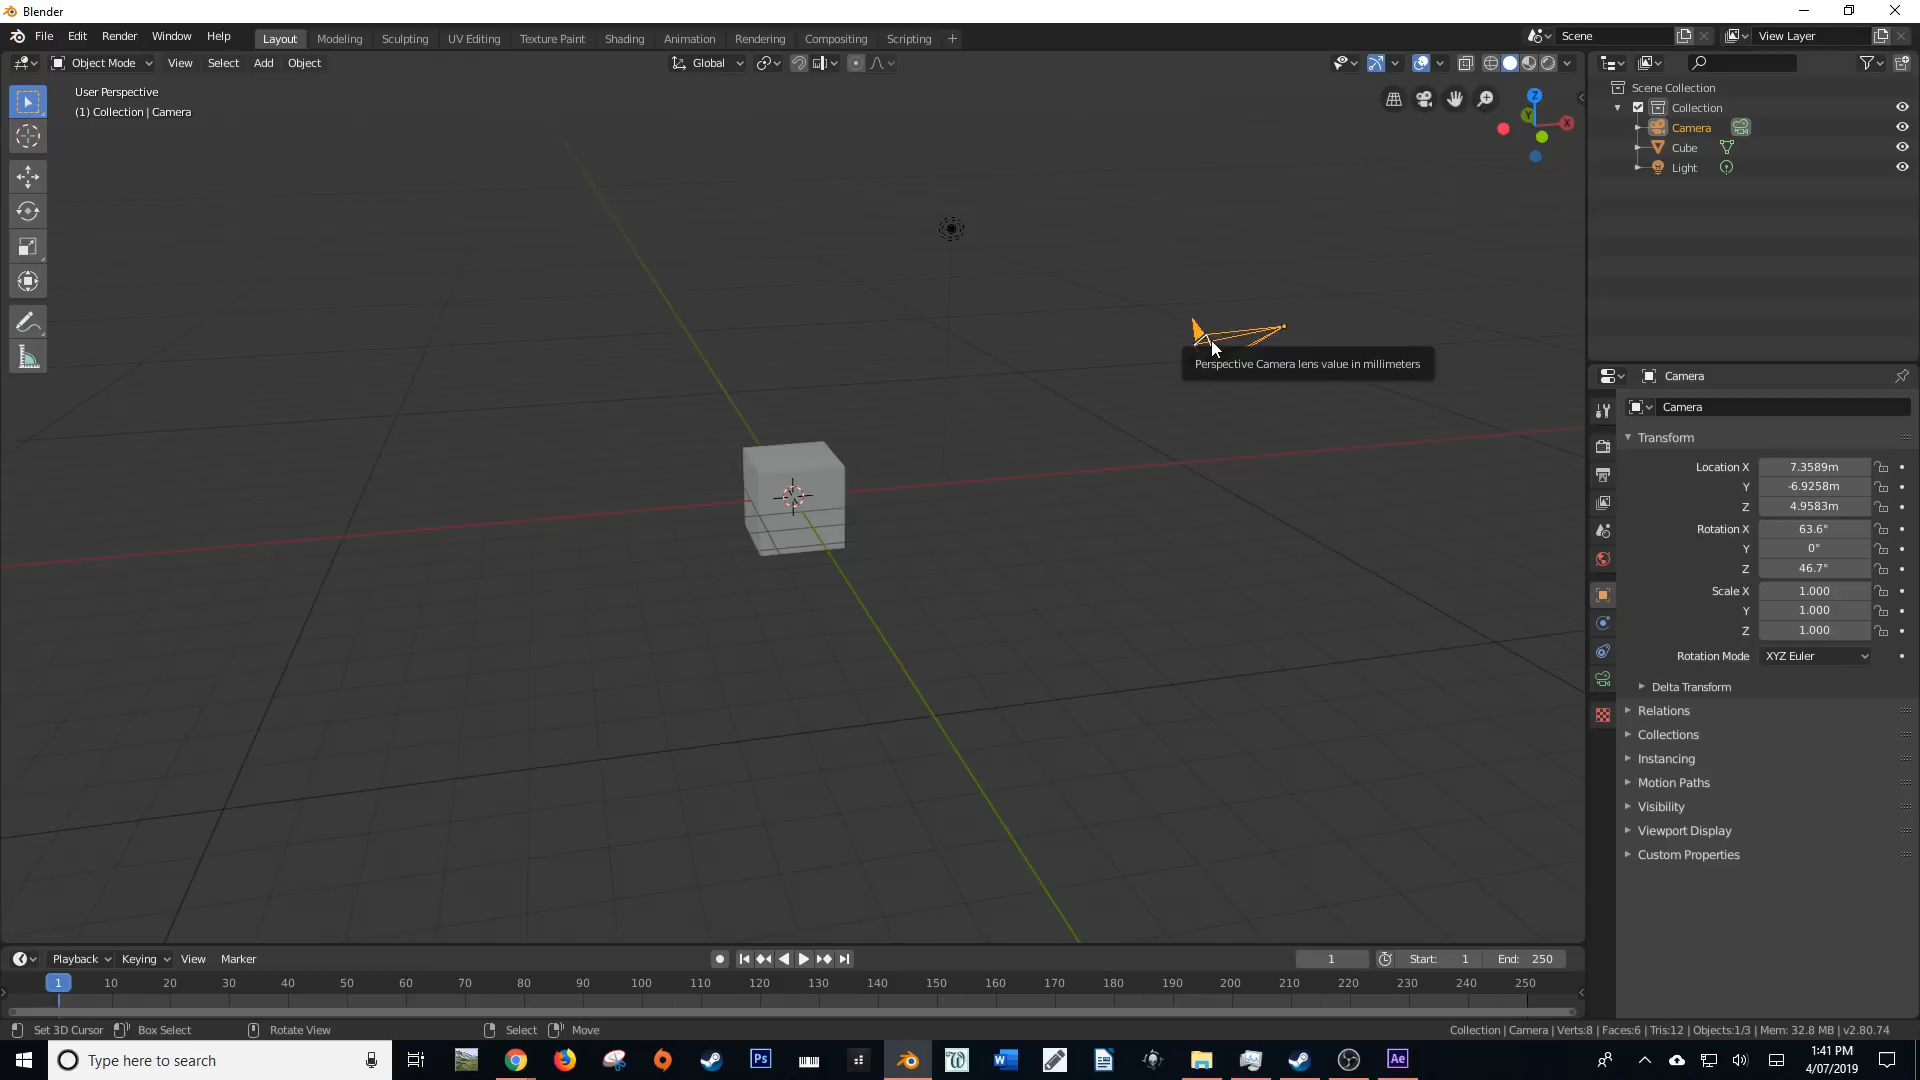 Blender
File Edit Render Window Help
Layout Modeling Sculpting UV Editing Texture Paint Shading Animation Rendering Compositing Scripting +
Scene
View Layer
Object Mode View Select Add Object
Global
User Perspective
(1) Collection | Camera
Z
Y
X
Scene Collection
Collection
Camera
Cube
Light
Perspective Camera lens value in millimeters
Camera
Camera
Transform
Location X 7.3589m
Y -6.9258m
Z 4.9583m
Rotation X 63.6°
Y 0°
Z 46.7°
Scale X 1.000
Y 1.000
Z 1.000
Rotation Mode XYZ Euler
Delta Transform
Relations
Collections
Instancing
Motion Paths
Visibility
Viewport Display
Custom Properties
Playback Keying View Marker
1 Start: 1 End: 250
1 10 20 30 40 50 60 70 80 90 100 110 120 130 140 150 160 170 180 190 200 210 220 230 240 250
Set 3D Cursor Box Select Rotate View Select Move
Collection | Camera | Verts:8 | Faces:6 | Tris:12 | Objects:1/3 | Mem: 32.8 MB | v2.80.74
Type here to search
Ps
W
W
Ae
1:41 PM
4/07/2019